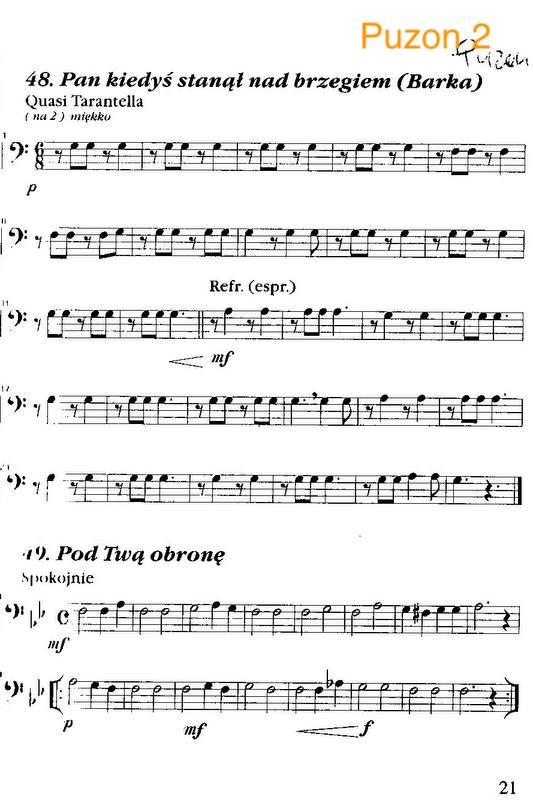 Puzon 2
Puzon
48. Pan kiedyś stanął nad brzegiem (Barka)
Quasi Tarantella
( na 2 ) miękko
1
6
8
p
Refr. (espr.)
mf
49. Pod Twą obronę
Spokojnie
C
mf
p
mf
f
21